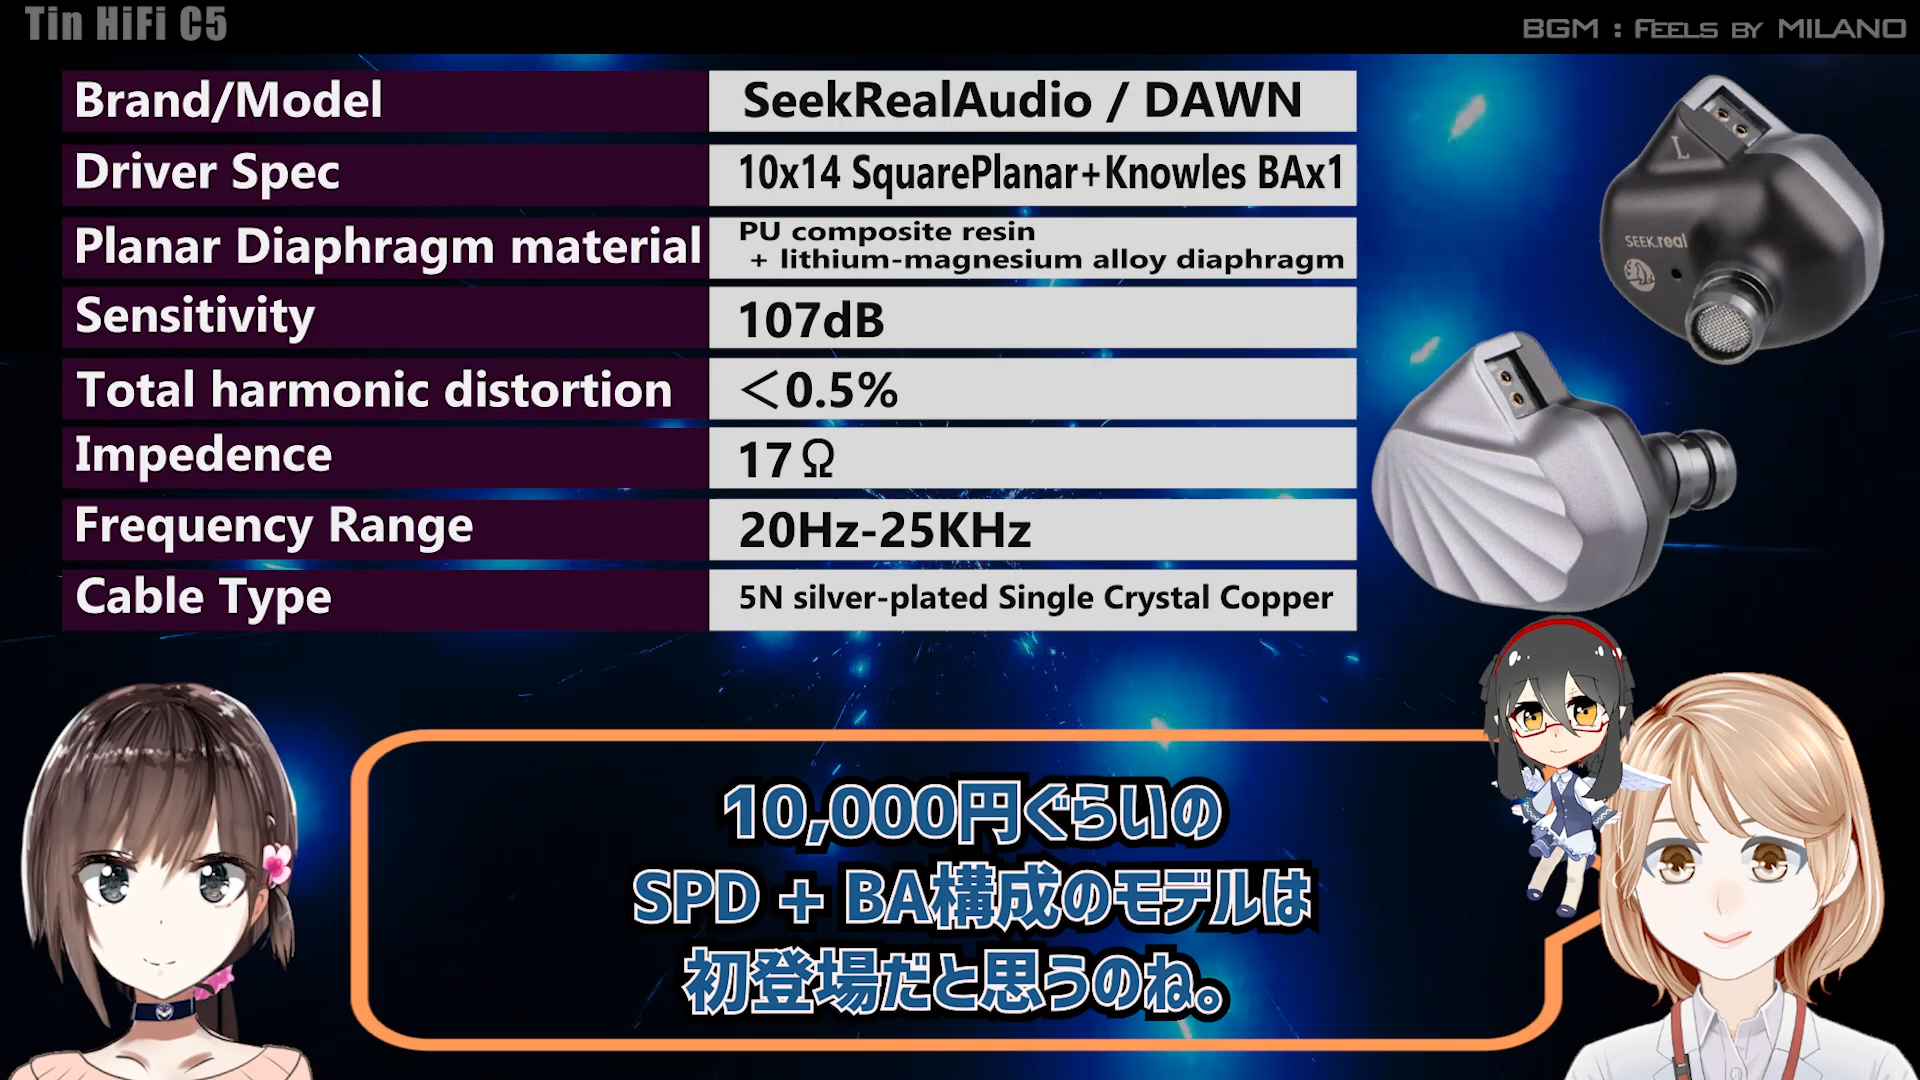 Tin HiFi C5
BGM : Feels by MILANO
Brand/Model
SeekRealAudio / DAWN
Driver Spec
10x14 SquarePlanar+Knowles BAx1
Planar Diaphragm material
PU composite resin
+ lithium-magnesium alloy diaphragm
Sensitivity
107dB
Total harmonic distortion
＜0.5%
Impedence
17Ω
Frequency Range
20Hz-25KHz
Cable Type
5N silver-plated Single Crystal Copper
L
SEEK.real
10,000円ぐらいの
SPD + BA構成のモデルは
初登場だと思うのね。